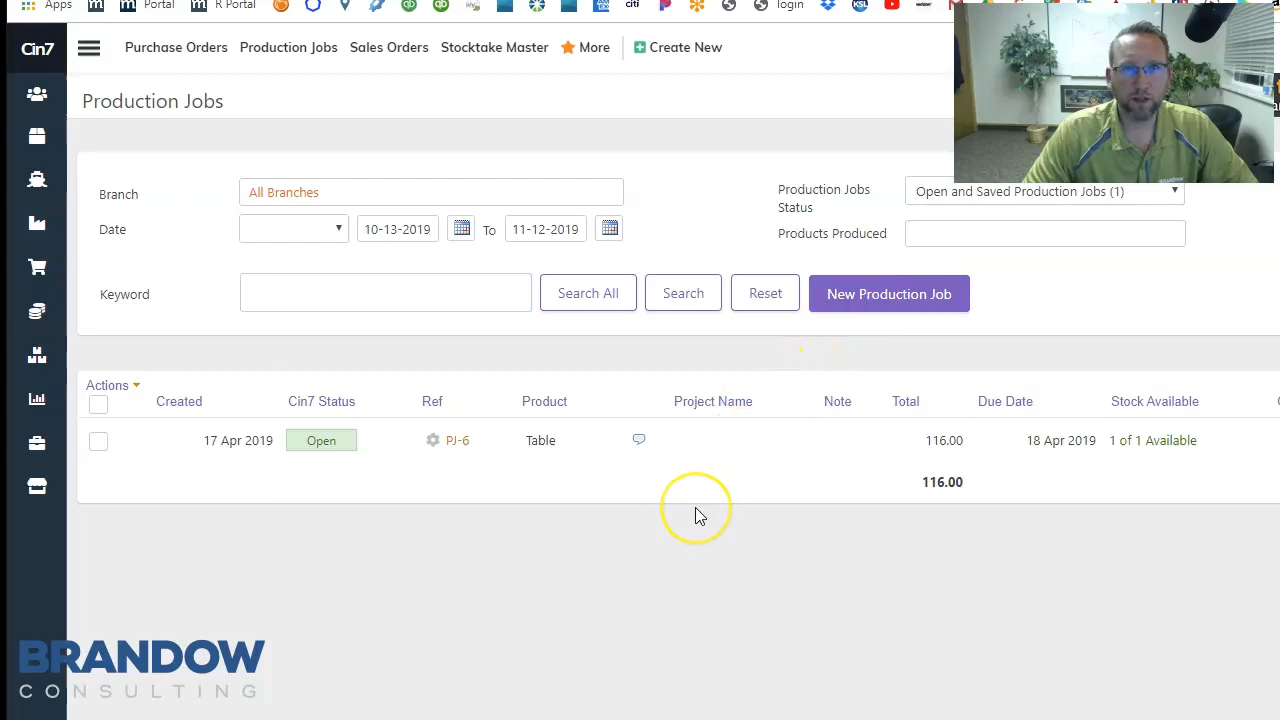 Apps Portal R Portal citi login KSL
Cin7 Purchase Orders Production Jobs Sales Orders Stocktake Master More Create New
Production Jobs
Branch All Branches Production Jobs Status Open and Saved Production Jobs (1)
Date 10-13-2019 To 11-12-2019 Products Produced
Keyword Search All Search Reset New Production Job
Actions
Created Cin7 Status Ref Product Project Name Note Total Due Date Stock Available
17 Apr 2019 Open PJ-6 Table 116.00 18 Apr 2019 1 of 1 Available
116.00
BRANDOW
CONSULTING